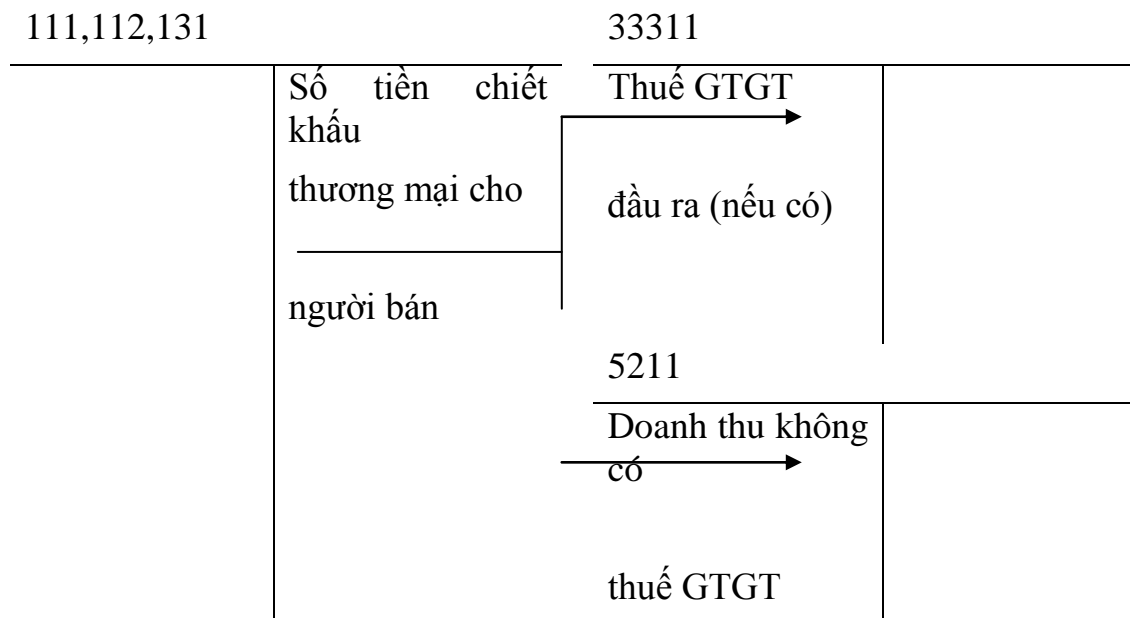 111,112,131
33311
Số tiền chiết
khấu
thương mại cho
người bán
Thuế GTGT
đầu ra (nếu có)
5211
Doanh thu không
có
thuế GTGT